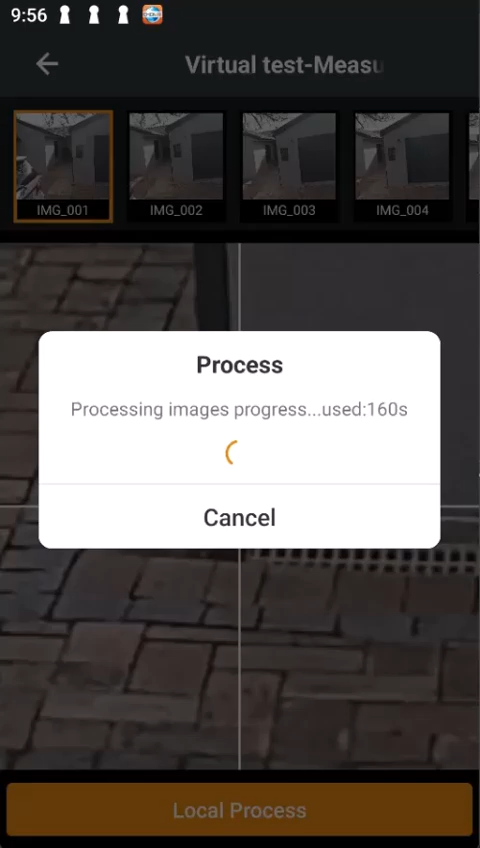 9:56
Virtual test-Measu
IMG_001
IMG_002
IMG_003
IMG_004
Process
Processing images progress...used:160s
Cancel
Local Process